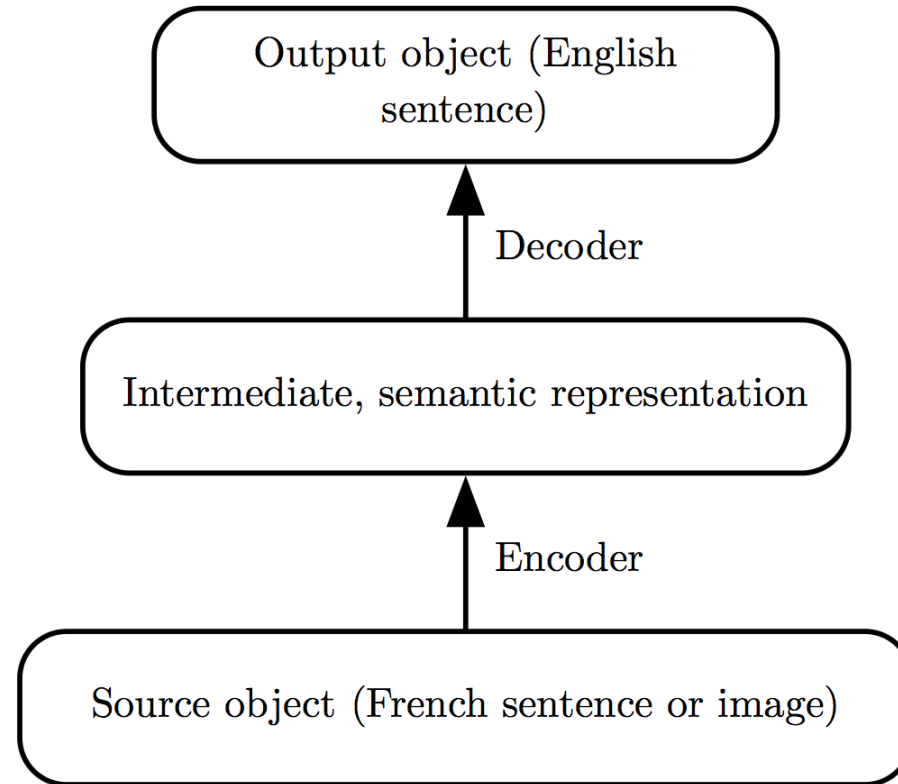 Output object (English
sentence)
Decoder
Intermediate, semantic representation
Encoder
Source object (French sentence or image)